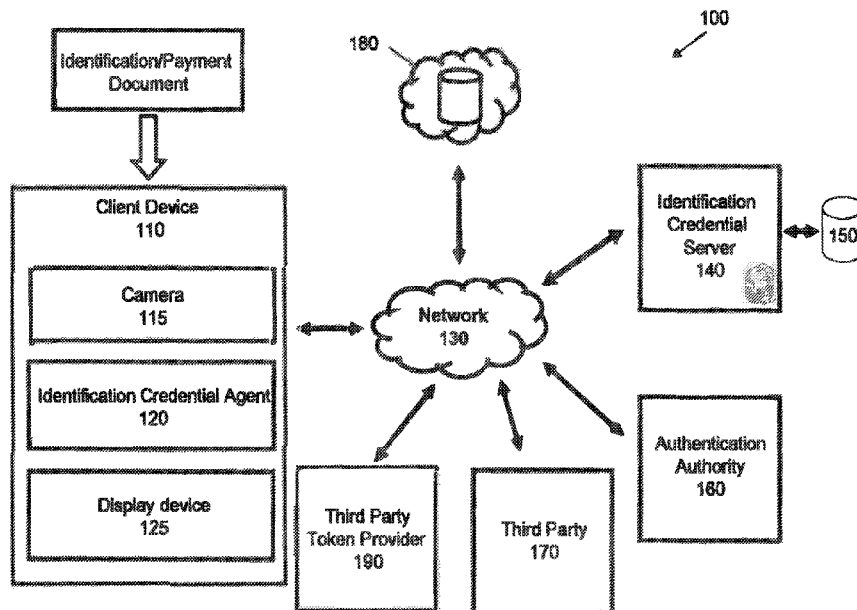 Identification/Payment
Document
180
100
Client Device
110
Camera
115
Identification Credential Agent
120
Display device
125
Network
130
Identification
Credential
Server
140
150
Authentication
Authority
160
Third Party
Token Provider
190
Third Party
170